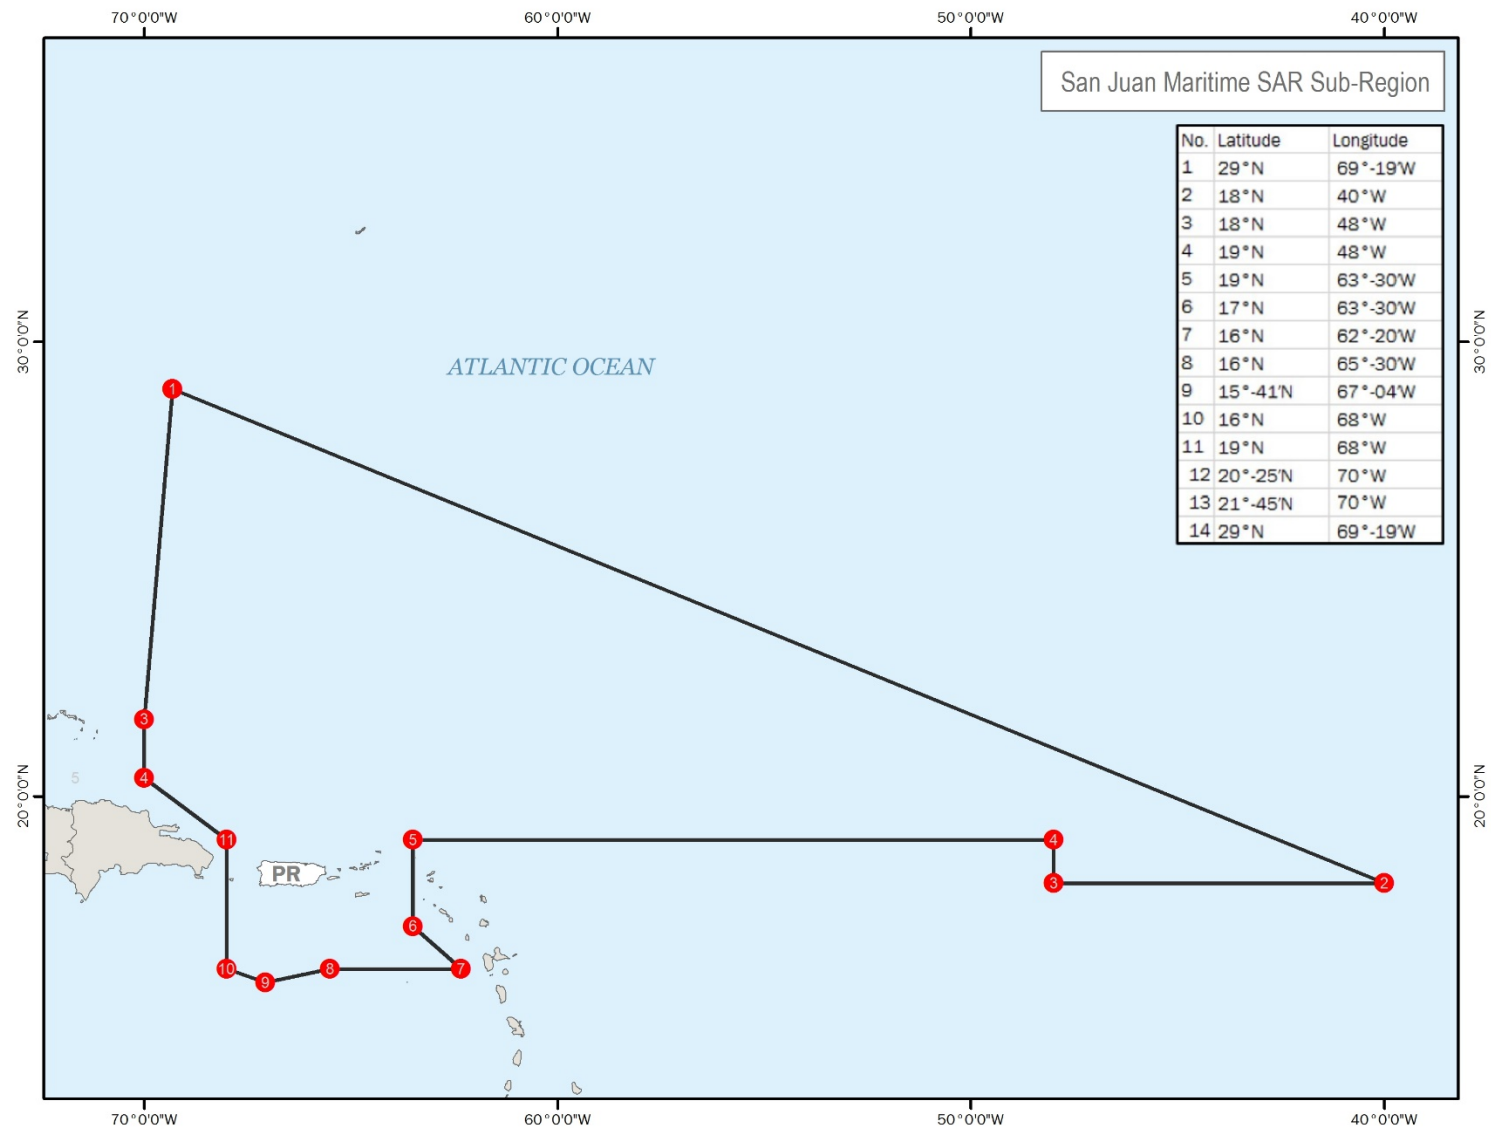 70°0'0"W 60°0'0"W 50°0'0"W 40°0'0"W
San Juan Maritime SAR Sub-Region
No. Latitude Longitude
1 29°N 69°-19'W
2 18°N 40°W
3 18°N 48°W
4 19°N 48°W
5 19°N 63°-30'W
6 17°N 63°-30'W
7 16°N 62°-20'W
8 16°N 65°-30'W
9 15°-41'N 67°-04'W
10 16°N 68°W
11 19°N 68°W
12 20°-25'N 70°W
13 21°-45'N 70°W
14 29°N 69°-19'W
30°0'0"N 30°0'0"N
ATLANTIC OCEAN
1
3
5 4
20°0'0"N 20°0'0"N
11 5 4
PR
3 2
6
10 9 8 7
70°0'0"W 60°0'0"W 50°0'0"W 40°0'0"W